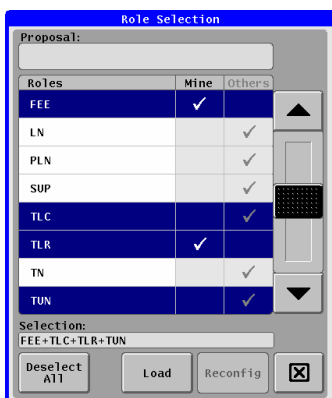 Role Selection
Proposal:
Roles Mine Others
FEE ✓
LN ✓
PLN ✓
SUP ✓
TLC ✓
TLR ✓
TN ✓
TUN ✓
Selection:
FEE+TLC+TLR+TUN
Deselect All Load Reconfig